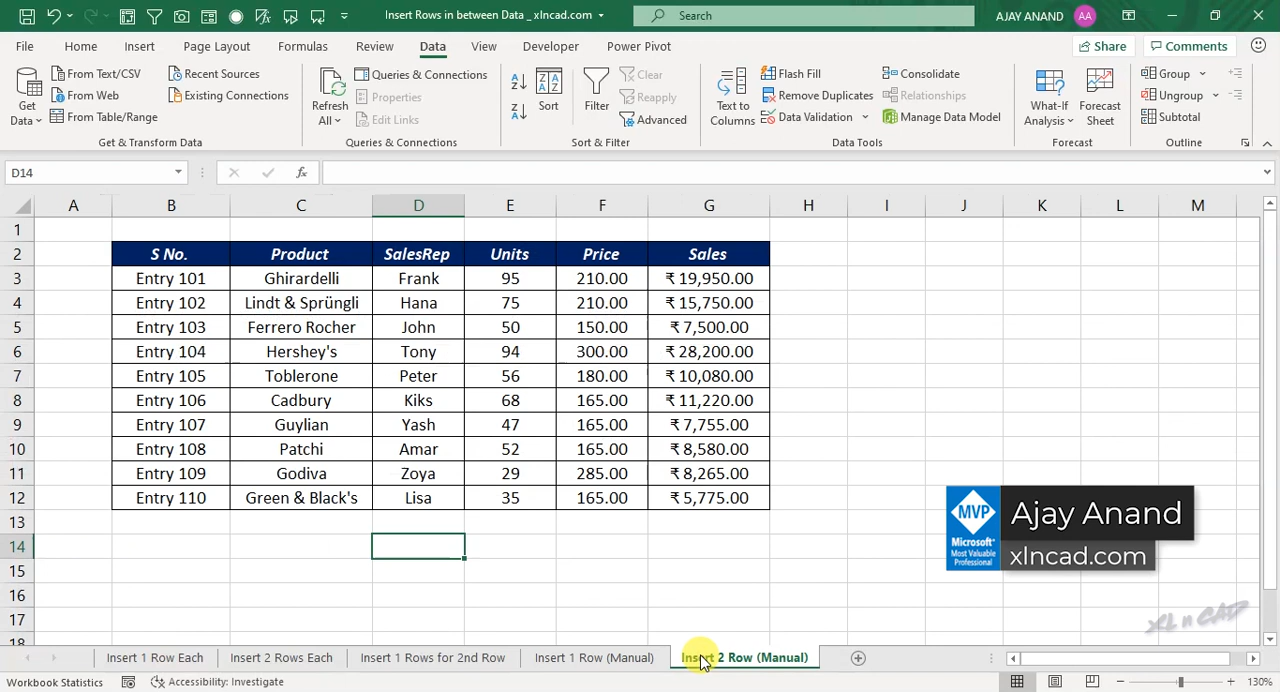 Insert Rows in between Data _ xlncad.com
Search
AJAY ANAND AA
File Home Insert Page Layout Formulas Review Data View Developer Power Pivot Share Comments
Get Data
From Text/CSV
From Web
From Table/Range
Recent Sources
Existing Connections
Get & Transform Data
Refresh All
Queries & Connections
Properties
Edit Links
Queries & Connections
Sort
Filter
Clear
Reapply
Advanced
Sort & Filter
Text to Columns
Flash Fill
Remove Duplicates
Data Validation
Consolidate
Relationships
Manage Data Model
Data Tools
What-If Analysis
Forecast Sheet
Forecast
Group
Ungroup
Subtotal
Outline
D14
fx
A B C D E F G H I J K L M
1
2 S No. Product SalesRep Units Price Sales
3 Entry 101 Ghirardelli Frank 95 210.00 ₹ 19,950.00
4 Entry 102 Lindt & Sprüngli Hana 75 210.00 ₹ 15,750.00
5 Entry 103 Ferrero Rocher John 50 150.00 ₹ 7,500.00
6 Entry 104 Hershey's Tony 94 300.00 ₹ 28,200.00
7 Entry 105 Toblerone Peter 56 180.00 ₹ 10,080.00
8 Entry 106 Cadbury Kiks 68 165.00 ₹ 11,220.00
9 Entry 107 Guylian Yash 47 165.00 ₹ 7,755.00
10 Entry 108 Patchi Amar 52 165.00 ₹ 8,580.00
11 Entry 109 Godiva Zoya 29 285.00 ₹ 8,265.00
12 Entry 110 Green & Black's Lisa 35 165.00 ₹ 5,775.00
13
14
15
16
17
18
MVP
Microsoft
Most Valuable
Professional
Ajay Anand
xlncad.com
XL n CAD
Insert 1 Row Each Insert 2 Rows Each Insert 1 Rows for 2nd Row Insert 1 Row (Manual) Insert 2 Row (Manual)
Workbook Statistics Accessibility: Investigate 130%